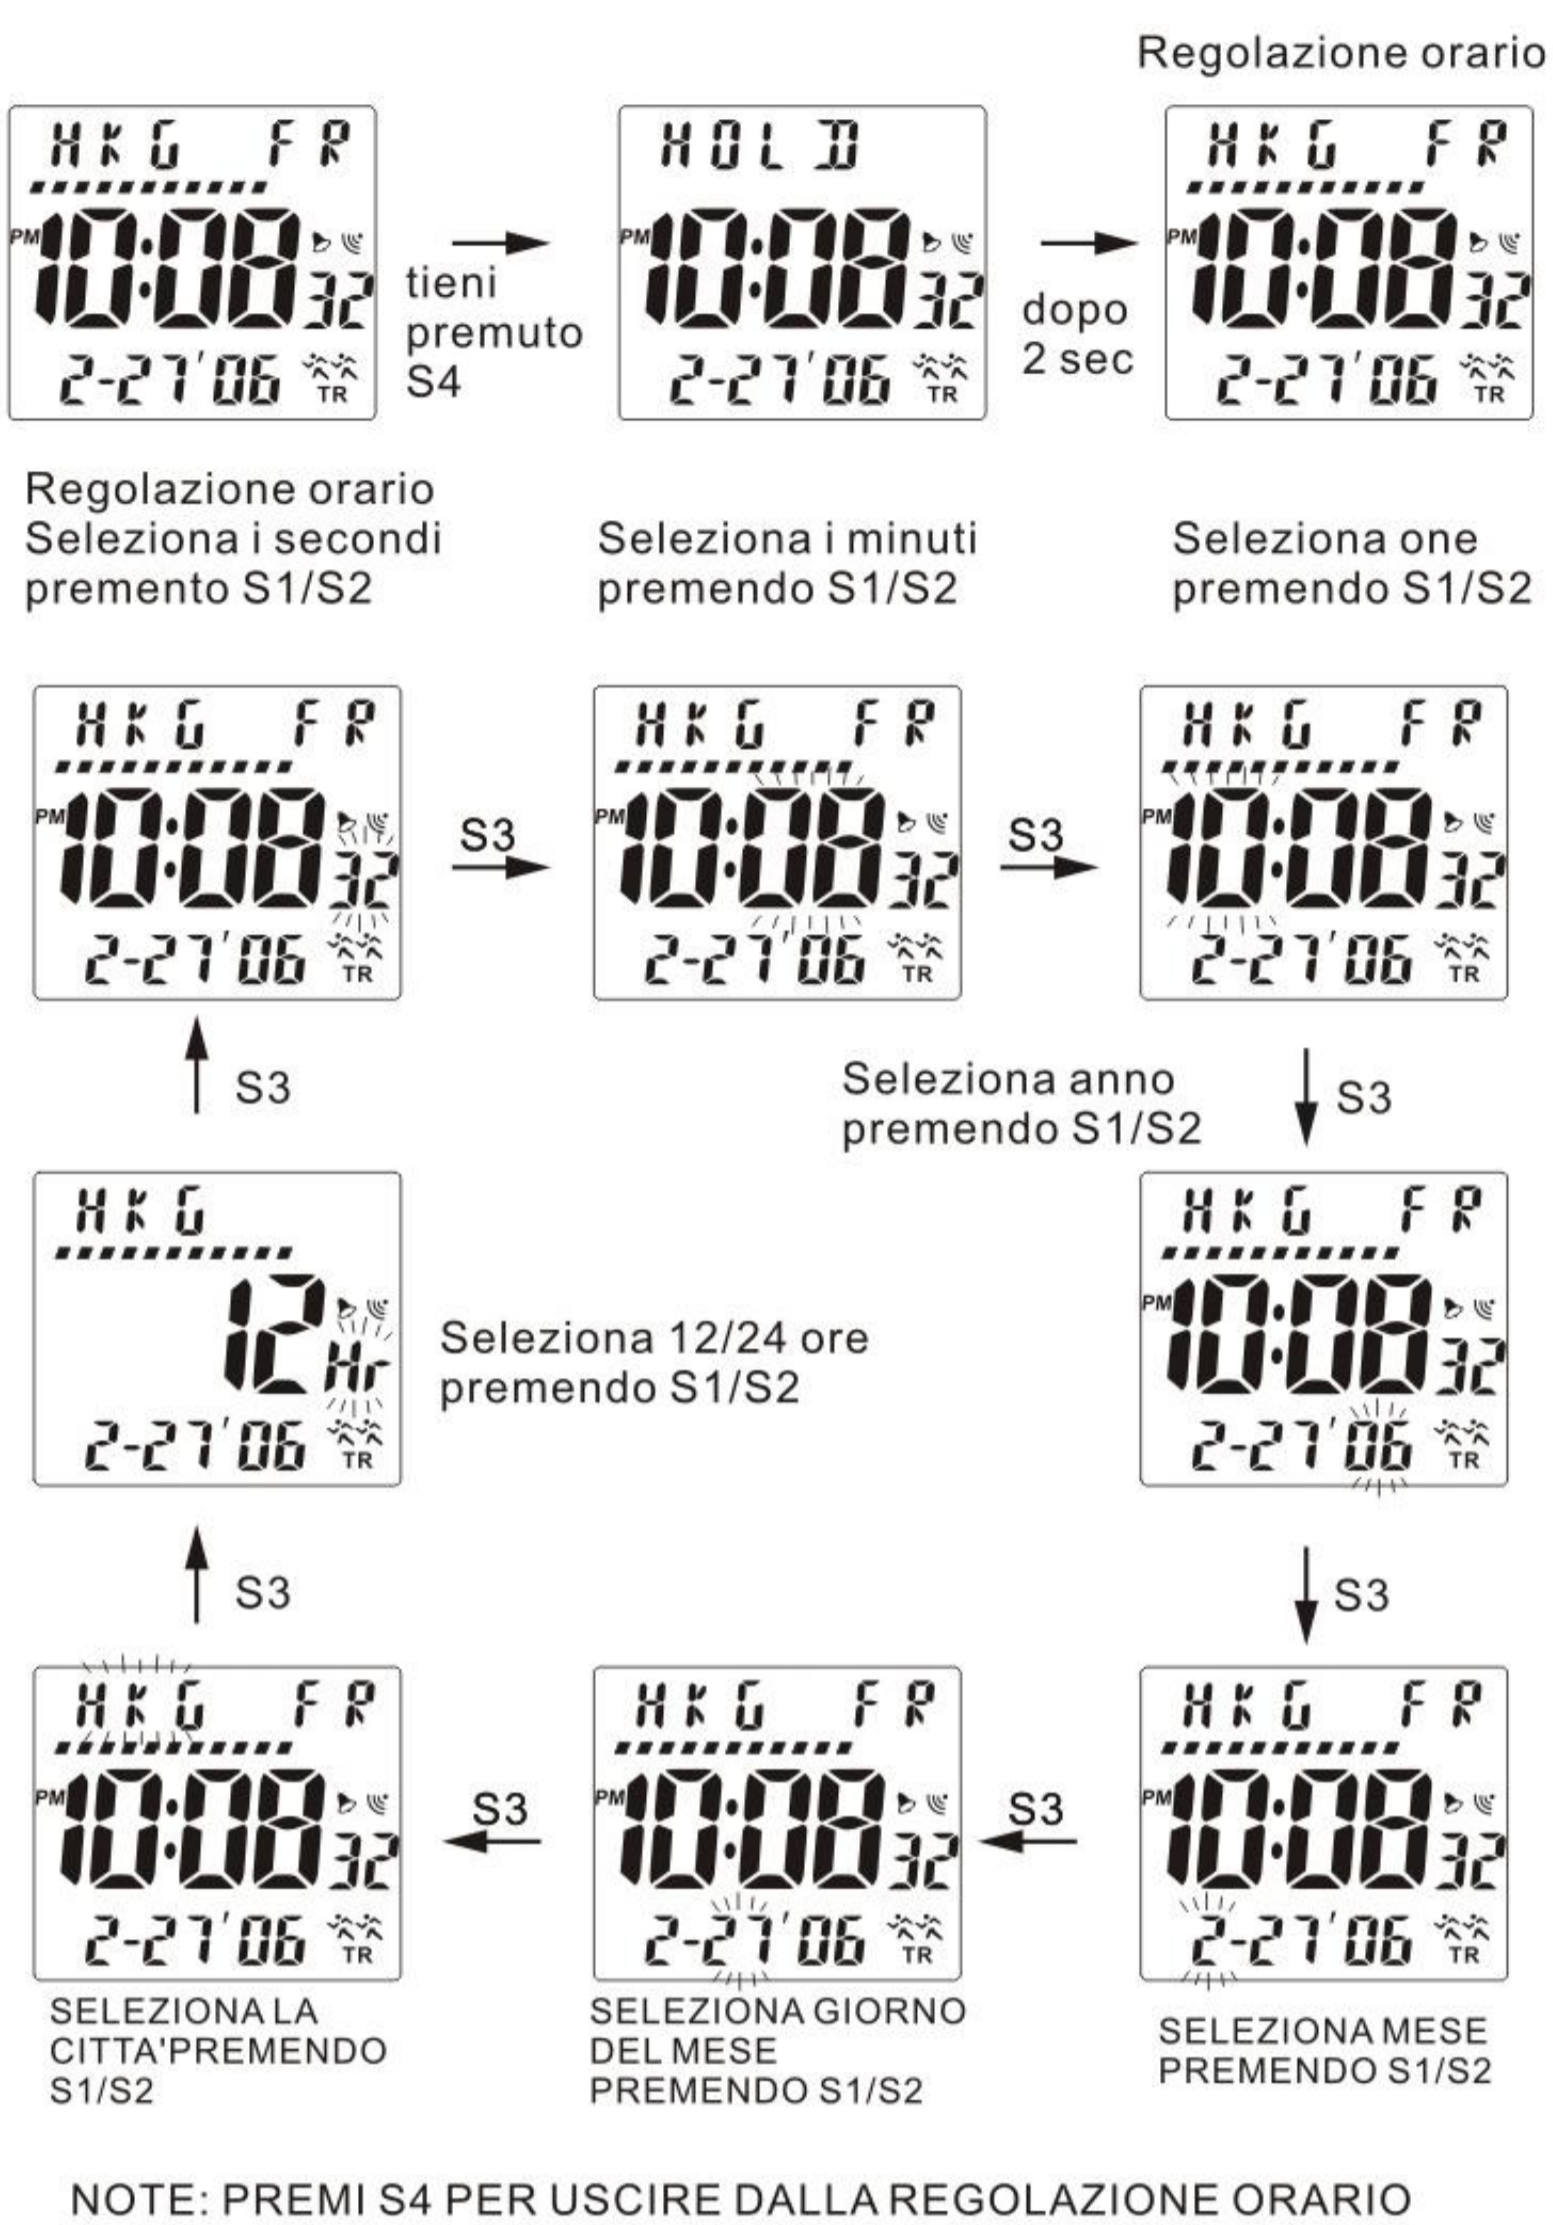 Regolazione orario
HKG FR
PM 10:08 32
2-27'06 TR
tieni
premuto
S4
HOLD
PM 10:08 32
2-27'06 TR
dopo
2 sec
HKG FR
PM 10:08 32
2-27'06 TR
Regolazione orario
Seleziona i secondi
premento S1/S2
Seleziona i minuti
premendo S1/S2
Seleziona one
premendo S1/S2
HKG FR
PM 10:08 32
2-27'06 TR
S3
HKG FR
PM 10:08 32
2-27'06 TR
S3
HKG FR
PM 10:08 32
2-27'06 TR
S3
Seleziona anno
premendo S1/S2
S3
HKG
12 Hr
2-27'06 TR
Seleziona 12/24 ore
premendo S1/S2
HKG FR
PM 10:08 32
2-27'06 TR
S3
S3
HKG FR
PM 10:08 32
2-27'06 TR
S3
HKG FR
PM 10:08 32
2-27'06 TR
S3
HKG FR
PM 10:08 32
2-27'06 TR
SELEZIONA LA
CITTA'PREMENDO
S1/S2
SELEZIONA GIORNO
DEL MESE
PREMENDO S1/S2
SELEZIONA MESE
PREMENDO S1/S2
NOTE: PREMI S4 PER USCIRE DALLA REGOLAZIONE ORARIO